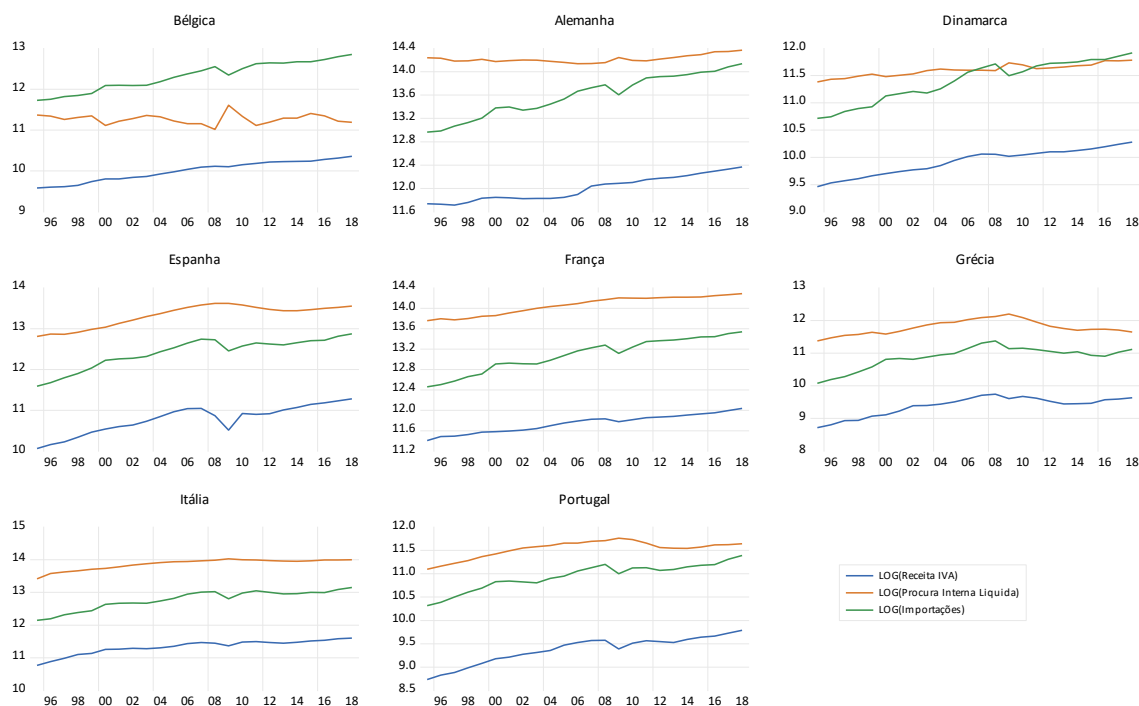 Bélgica
13
12
11
10
9
96 98 00 02 04 06 08 10 12 14 16 18
Alemanha
14.4
14.0
13.6
13.2
12.8
12.4
12.0
11.6
96 98 00 02 04 06 08 10 12 14 16 18
Dinamarca
12.0
11.5
11.0
10.5
10.0
9.5
9.0
96 98 00 02 04 06 08 10 12 14 16 18
Espanha
14
13
12
11
10
96 98 00 02 04 06 08 10 12 14 16 18
França
14.4
14.0
13.6
13.2
12.8
12.4
12.0
11.6
11.2
96 98 00 02 04 06 08 10 12 14 16 18
Grécia
13
12
11
10
9
8
96 98 00 02 04 06 08 10 12 14 16 18
Itália
15
14
13
12
11
10
96 98 00 02 04 06 08 10 12 14 16 18
Portugal
12.0
11.5
11.0
10.5
10.0
9.5
9.0
8.5
96 98 00 02 04 06 08 10 12 14 16 18
LOG(Receita IVA)
LOG(Procura Interna Liquida)
LOG(Importações)